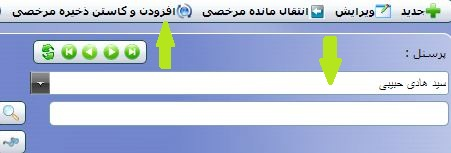 جدید ویرایش انتقال مانده مرخصی افزودن و کاستن ذخیره مرخصی
پرسنل :
سید هادی حبیبی